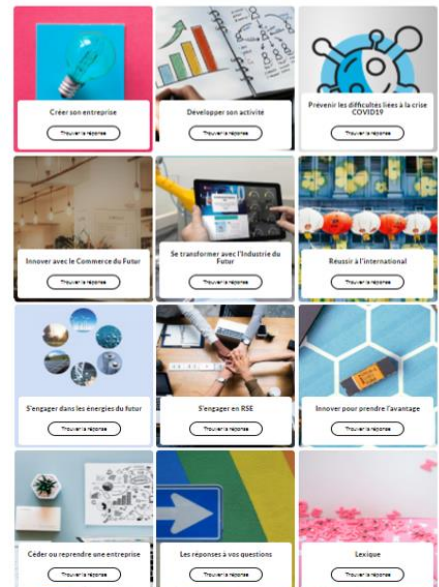 Créer son entreprise
Trouver la réponse
Développer son activité
Trouver la réponse
Prévenir les difficultés liées à la crise
COVID19
Trouver la réponse
Innover avec le Commerce du Futur
Trouver la réponse
Se transformer avec l'Industrie du
Futur
Trouver la réponse
Réussir à l'international
Trouver la réponse
S'engager dans les énergies du futur
Trouver la réponse
S'engager en RSE
Trouver la réponse
Innover pour prendre l'avantage
Trouver la réponse
Céder ou reprendre une entreprise
Trouver la réponse
Les réponses à vos questions
Trouver la réponse
Lexique
Trouver la réponse